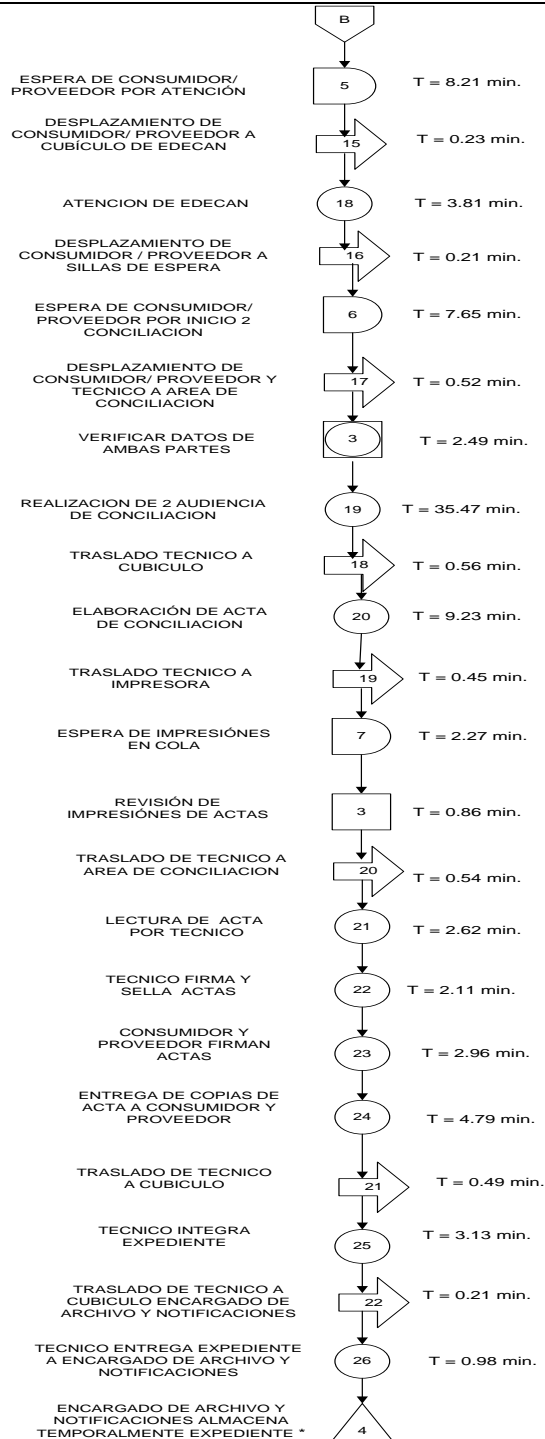 B
ESPERA DE CONSUMIDOR/
PROVEEDOR POR ATENCIÓN
5
T = 8.21 min.
DESPLAZAMIENTO DE
CONSUMIDOR/ PROVEEDOR A
CUBÍCULO DE EDECAN
15
T = 0.23 min.
ATENCION DE EDECAN
18
T = 3.81 min.
DESPLAZAMIENTO DE
CONSUMIDOR / PROVEEDOR A
SILLAS DE ESPERA
16
T = 0.21 min.
ESPERA DE CONSUMIDOR/
PROVEEDOR POR INICIO 2
CONCILIACION
6
T = 7.65 min.
DESPLAZAMIENTO DE
CONSUMIDOR/ PROVEEDOR Y
TECNICO A AREA DE
CONCILIACION
17
T = 0.52 min.
VERIFICAR DATOS DE
AMBAS PARTES
3
T = 2.49 min.
REALIZACION DE 2 AUDIENCIA
DE CONCILIACION
19
T = 35.47 min.
TRASLADO TECNICO A
CUBICULO
18
T = 0.56 min.
ELABORACIÓN DE ACTA
DE CONCILIACION
20
T = 9.23 min.
TRASLADO TECNICO A
IMPRESORA
19
T = 0.45 min.
ESPERA DE IMPRESIÓNES
EN COLA
7
T = 2.27 min.
REVISIÓN DE
IMPRESIÓNES DE ACTAS
3
T = 0.86 min.
TRASLADO DE TECNICO A
AREA DE CONCILIACION
20
T = 0.54 min.
LECTURA DE ACTA
POR TECNICO
21
T = 2.62 min.
TECNICO FIRMA Y
SELLA ACTAS
22
T = 2.11 min.
CONSUMIDOR Y
PROVEEDOR FIRMAN
ACTAS
23
T = 2.96 min.
ENTREGA DE COPIAS DE
ACTA A CONSUMIDOR Y
PROVEEDOR
24
T = 4.79 min.
TRASLADO DE TECNICO
A CUBICULO
21
T = 0.49 min.
TECNICO INTEGRA
EXPEDIENTE
25
T = 3.13 min.
TRASLADO DE TECNICO A
CUBICULO ENCARGADO DE
ARCHIVO Y NOTIFICACIONES
22
T = 0.21 min.
TECNICO ENTREGA EXPEDIENTE
A ENCARGADO DE ARCHIVO Y
NOTIFICACIONES
26
T = 0.98 min.
ENCARGADO DE ARCHIVO Y
NOTIFICACIONES ALMACENA
TEMPORALMENTE EXPEDIENTE *
4